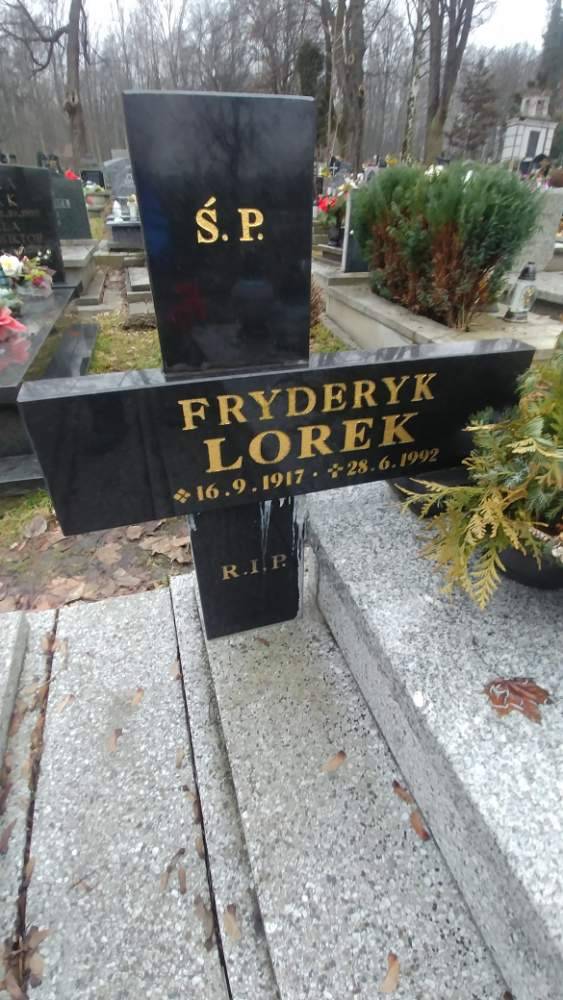 Ś. P.
FRYDERYK
LOREK
16.9.1917 · 28.6.1992
R.I.P.